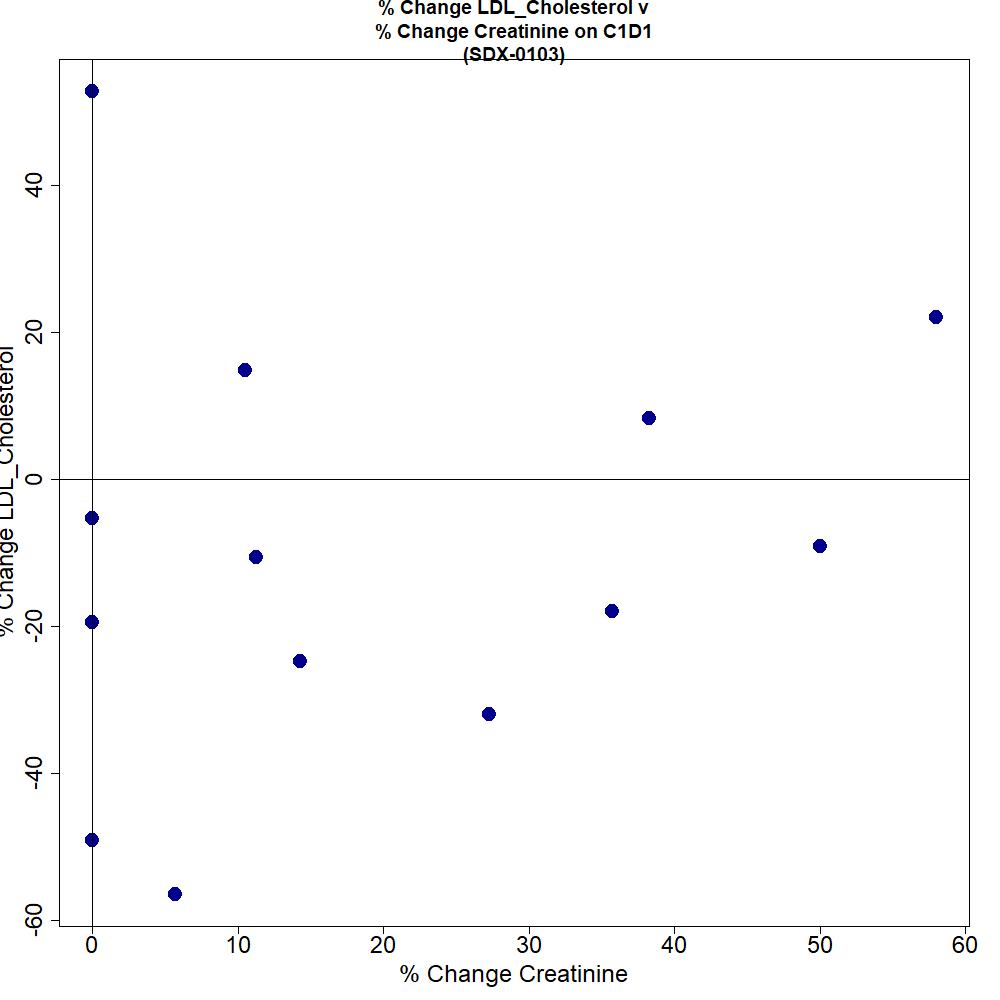 % Change LDL_Cholesterol v
% Change Creatinine on C1D1
(SDX-0103)
% Change LDL_Cholesterol
40
20
0
-20
-40
-60
0
10
20
30
40
50
60
% Change Creatinine